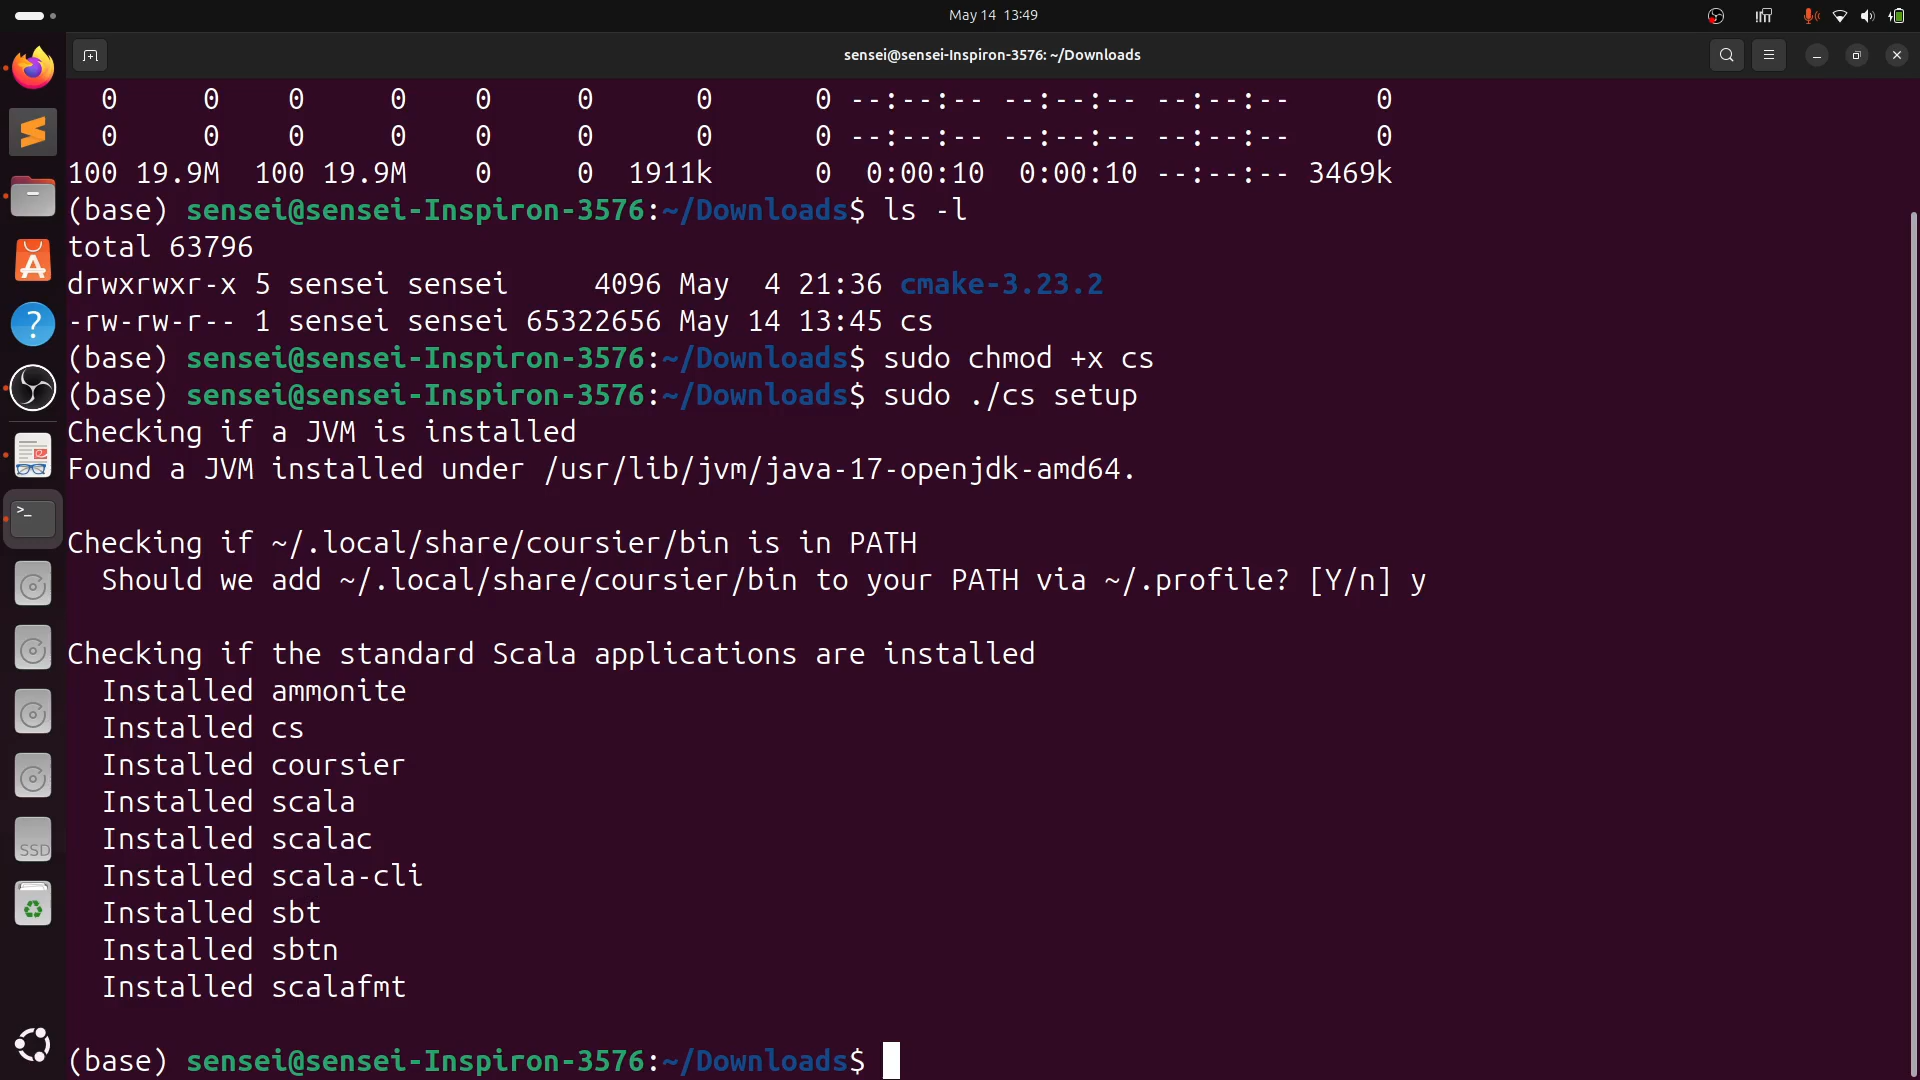 May 14 13:49
sensei@sensei-Inspiron-3576: ~/Downloads
0 0 0 0 0 0 0 0 --:--:-- --:--:-- --:--:-- 0
0 0 0 0 0 0 0 0 --:--:-- --:--:-- --:--:-- 0
100 19.9M 100 19.9M 0 0 1911k 0 0:00:10 0:00:10 --:--:-- 3469k
(base) sensei@sensei-Inspiron-3576:~/Downloads$ ls -l
total 63796
drwxrwxr-x 5 sensei sensei 4096 May 4 21:36 cmake-3.23.2
-rw-rw-r-- 1 sensei sensei 65322656 May 14 13:45 cs
(base) sensei@sensei-Inspiron-3576:~/Downloads$ sudo chmod +x cs
(base) sensei@sensei-Inspiron-3576:~/Downloads$ sudo ./cs setup
Checking if a JVM is installed
Found a JVM installed under /usr/lib/jvm/java-17-openjdk-amd64.
Checking if ~/.local/share/coursier/bin is in PATH
Should we add ~/.local/share/coursier/bin to your PATH via ~/.profile? [Y/n] y
Checking if the standard Scala applications are installed
Installed ammonite
Installed cs
Installed coursier
Installed scala
Installed scalac
Installed scala-cli
Installed sbt
Installed sbtn
Installed scalafmt
(base) sensei@sensei-Inspiron-3576:~/Downloads$
SSD